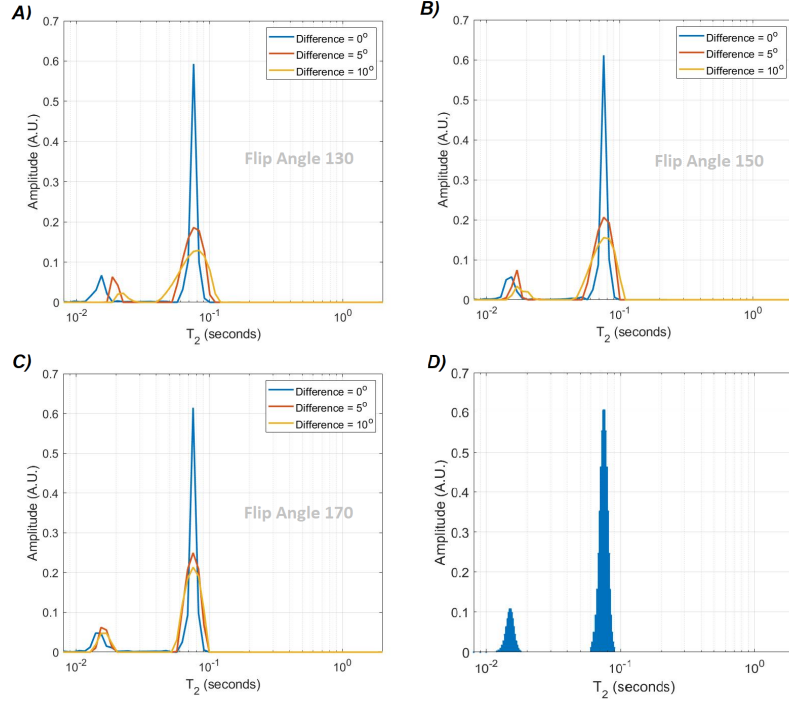 A)
0.7
0.6
0.5
0.4
0.3
0.2
0.1
0
Amplitude (A.U.)
Difference = 0°
Difference = 5°
Difference = 10°
Flip Angle 130
10⁻² 10⁻¹ 10⁰
T₂ (seconds)
B)
0.7
0.6
0.5
0.4
0.3
0.2
0.1
0
Amplitude (A.U.)
Difference = 0°
Difference = 5°
Difference = 10°
Flip Angle 150
10⁻² 10⁻¹ 10⁰
T₂ (seconds)
C)
0.7
0.6
0.5
0.4
0.3
0.2
0.1
0
Amplitude (A.U.)
Difference = 0°
Difference = 5°
Difference = 10°
Flip Angle 170
10⁻² 10⁻¹ 10⁰
T₂ (seconds)
D)
0.7
0.6
0.5
0.4
0.3
0.2
0.1
0
Amplitude (A.U.)
10⁻² 10⁻¹ 10⁰
T₂ (seconds)